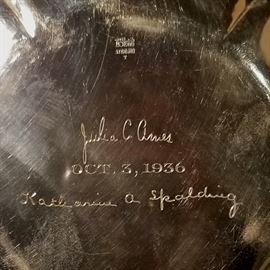 Julia C Ames
OCT. 3, 1936
Katharine A Spalding